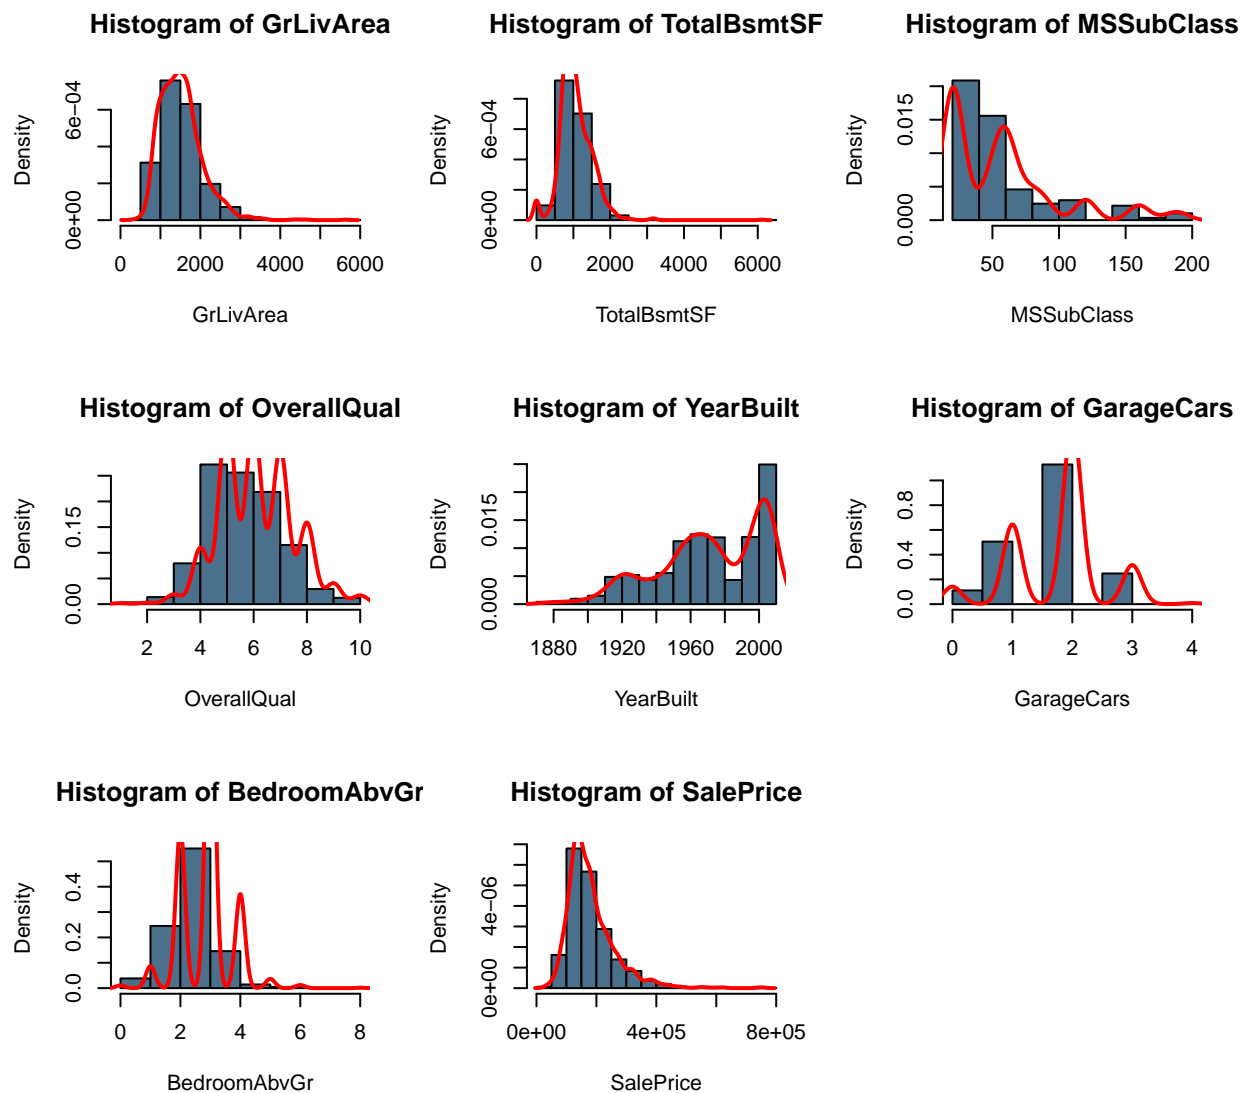 Histogram of GrLivArea
Density
0e+00 6e−04
0 2000 4000 6000
GrLivArea
Histogram of TotalBsmtSF
Density
0e+00 6e−04
0 2000 4000 6000
TotalBsmtSF
Histogram of MSSubClass
Density
0.000 0.015
50 100 150 200
MSSubClass
Histogram of OverallQual
Density
0.00 0.15
2 4 6 8 10
OverallQual
Histogram of YearBuilt
Density
0.000 0.015
1880 1920 1960 2000
YearBuilt
Histogram of GarageCars
Density
0.0 0.4 0.8
0 1 2 3 4
GarageCars
Histogram of BedroomAbvGr
Density
0.0 0.2 0.4
0 2 4 6 8
BedroomAbvGr
Histogram of SalePrice
Density
0e+00 4e−06
0e+00 4e+05 8e+05
SalePrice